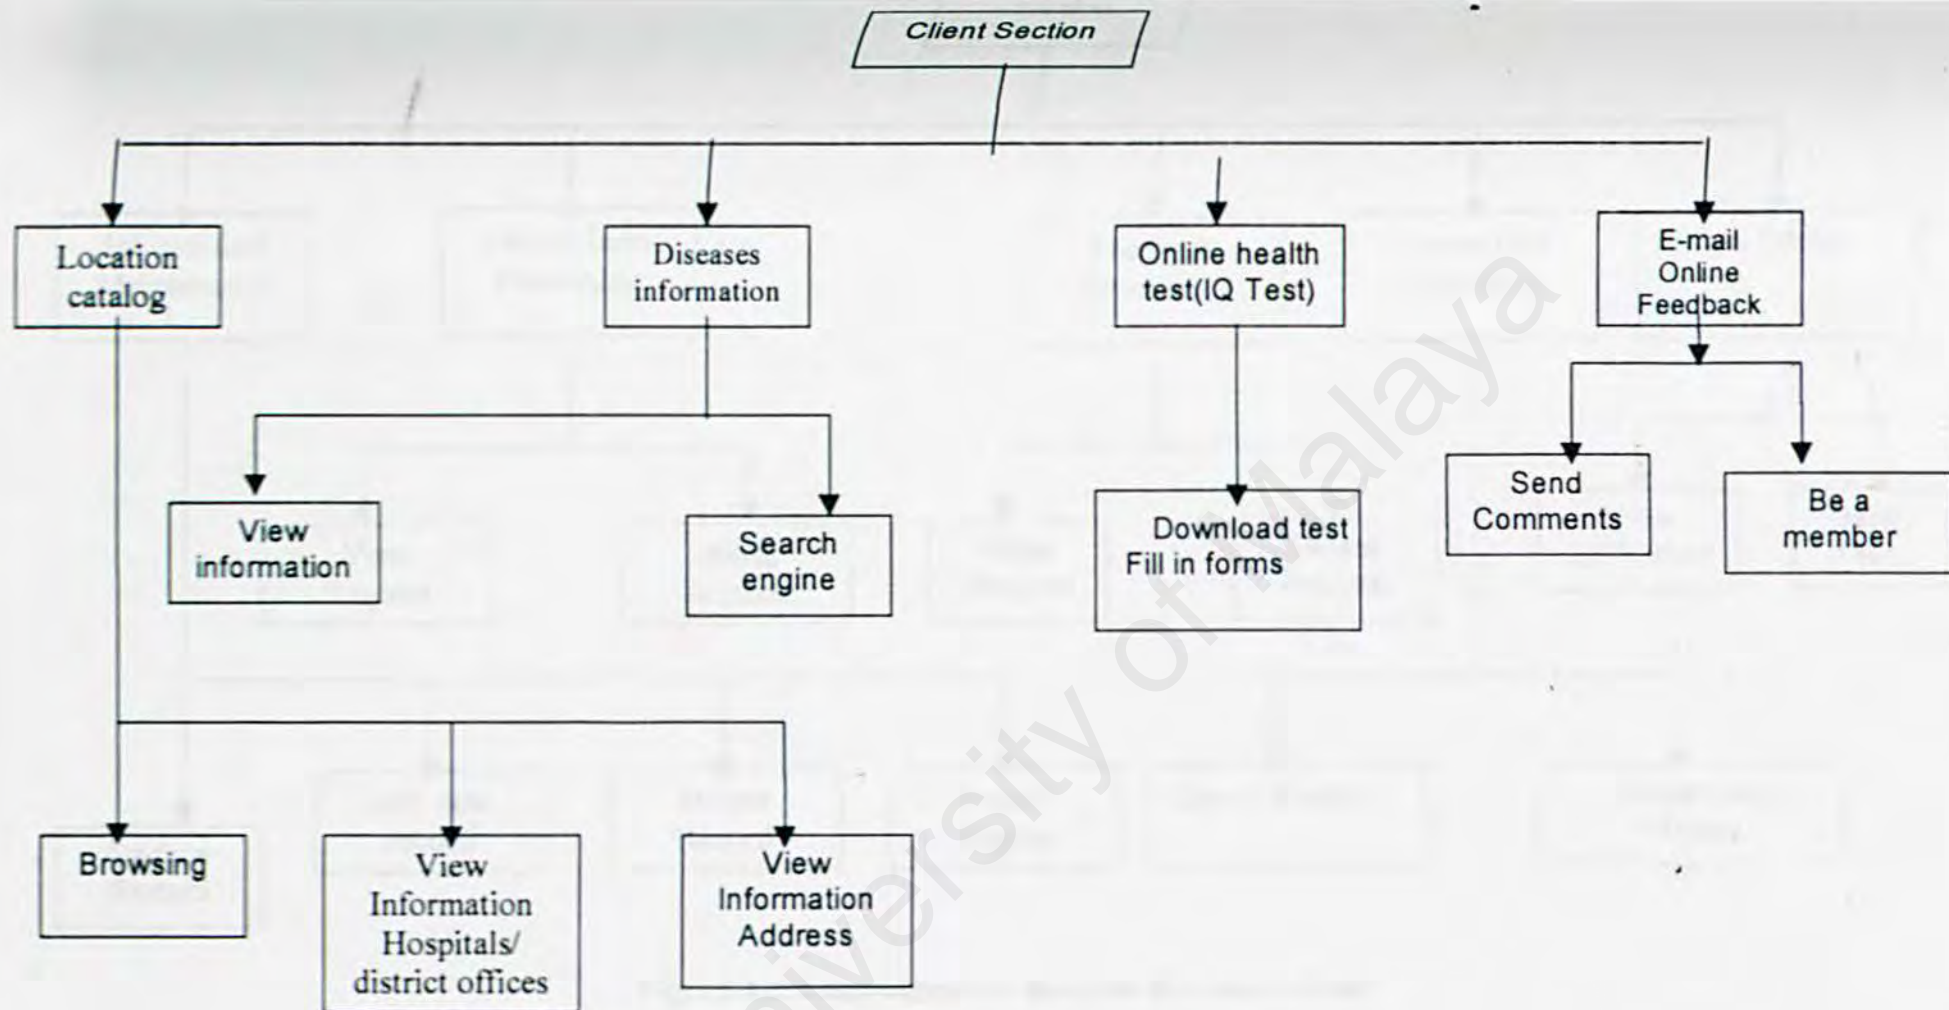 Client Section
Location
catalog
Diseases
information
Online health
test(IQ Test)
E-mail
Online
Feedback
View
information
Search
engine
Download test
Fill in forms
Send
Comments
Be a
member
Browsing
View
Information
Hospitals/
district offices
View
Information
Address
University of Malaya